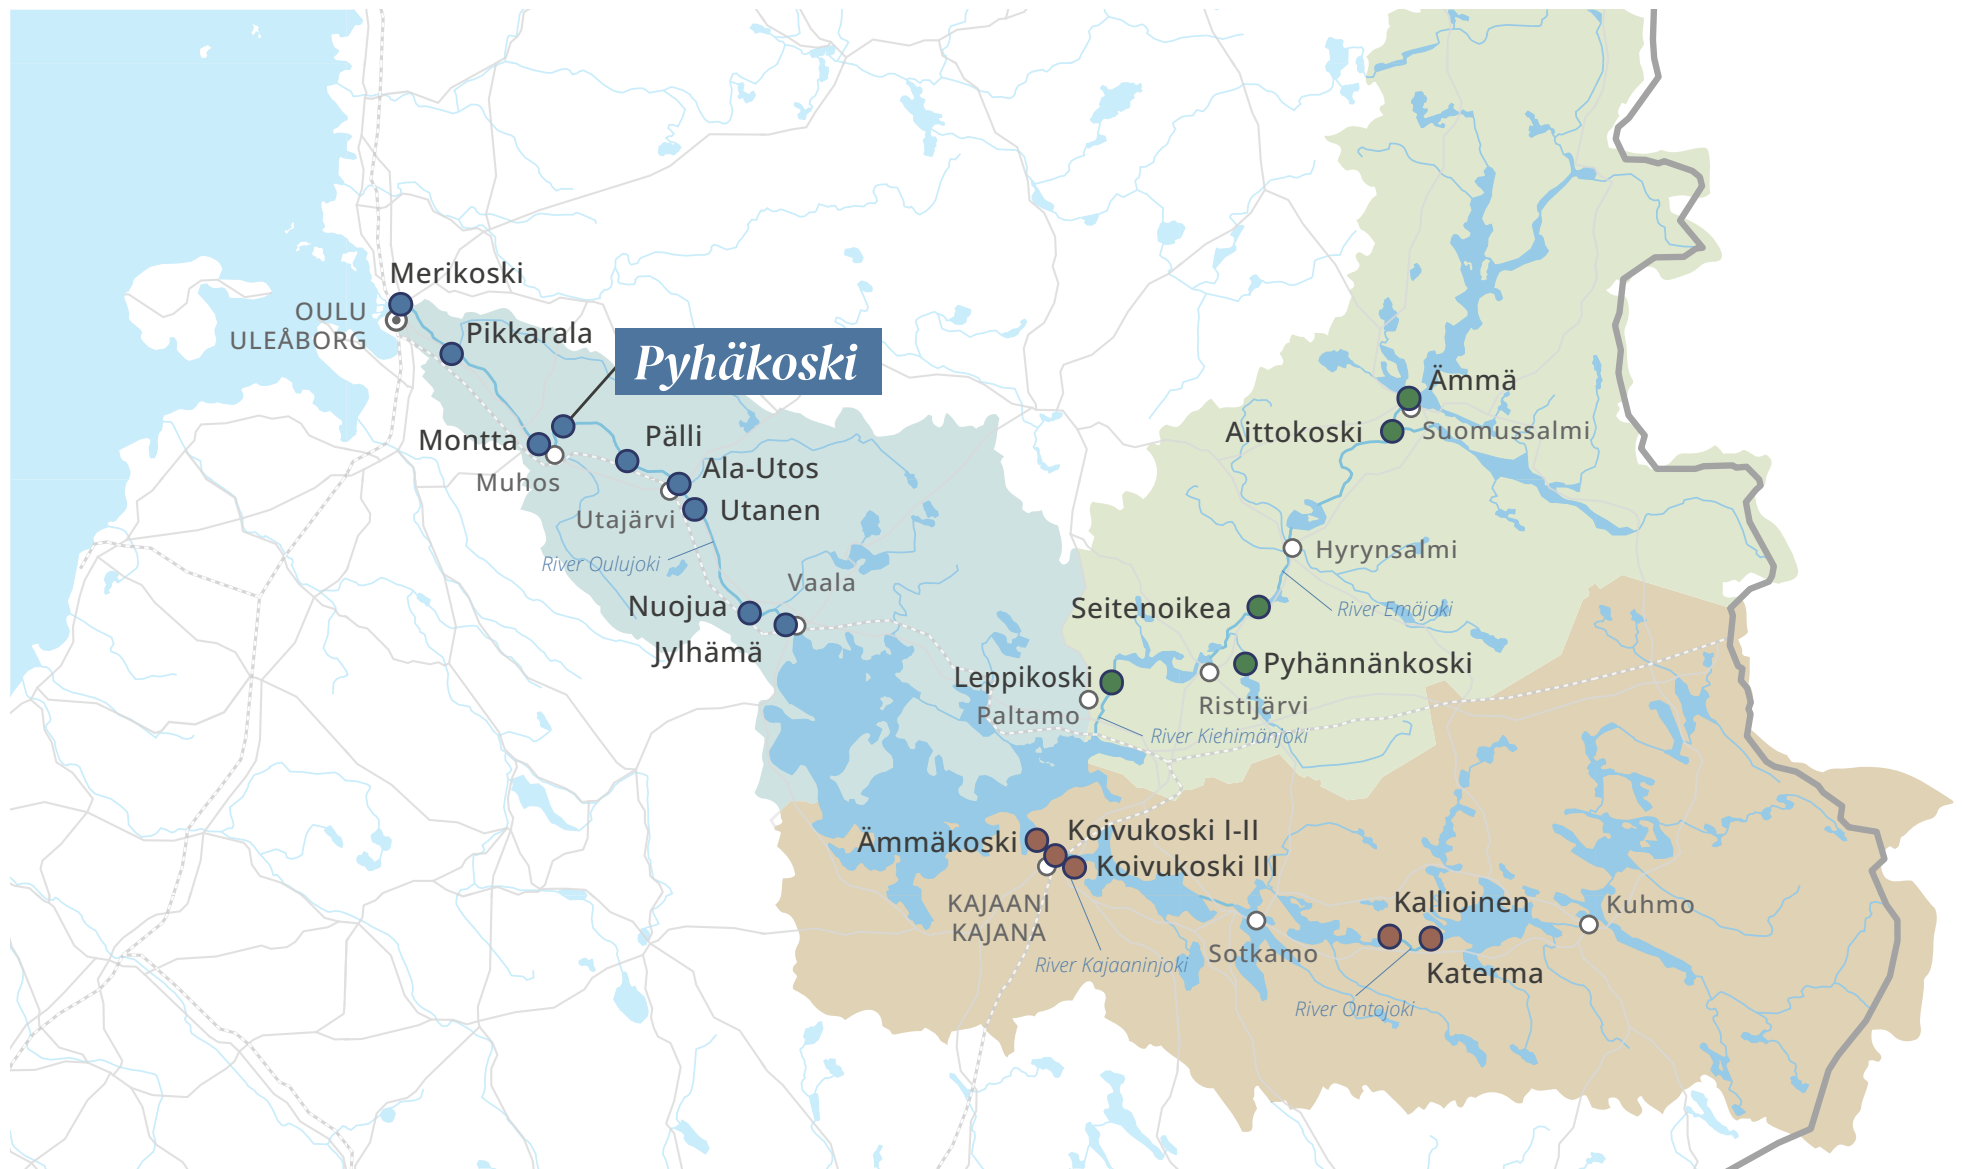 Merikoski
OULU
ULEÅBORG
Pikkarala
Pyhäkoski
Montta
Muhos
Pälli
Ala-Utos
Utajärvi
Utanen
River Oulujoki
Vaala
Nuojua
Jylhämä
Ämmä
Aittokoski
Suomussalmi
Hyrynsalmi
Seitenoikea
River Emäjoki
Pyhännänkoski
Leppikoski
Paltamo
Ristijärvi
River Kiehimänjoki
Ämmäkoski
Koivukoski I-II
Koivukoski III
KAJAANI
KAJANA
River Kajaaninjoki
Sotkamo
Kallioinen
Katerma
Kuhmo
River Ontojoki